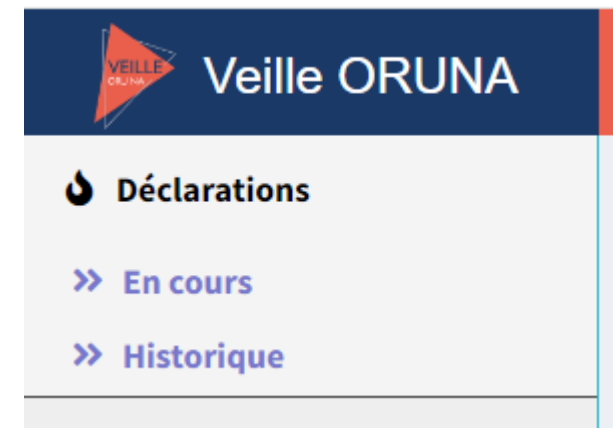 VEILLE
ORUNA
Veille ORUNA
Déclarations
En cours
Historique